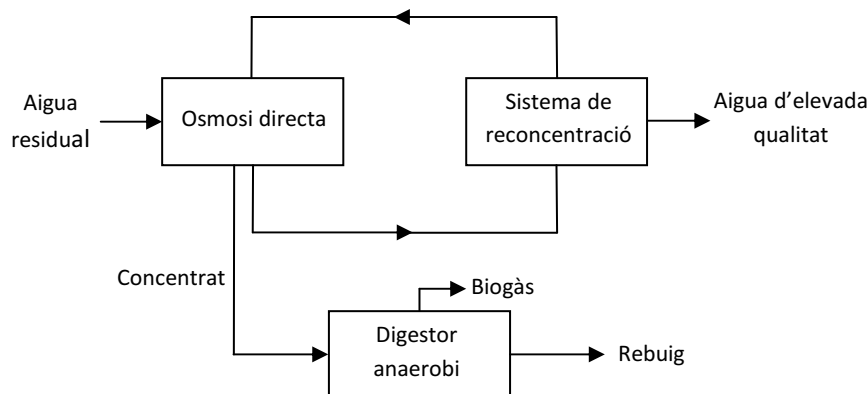 Aigua
residual
Osmosi directa
Sistema de
reconcentració
Aigua d'elevada
qualitat
Concentrat
Biogàs
Digestor
anaerobi
Rebuig